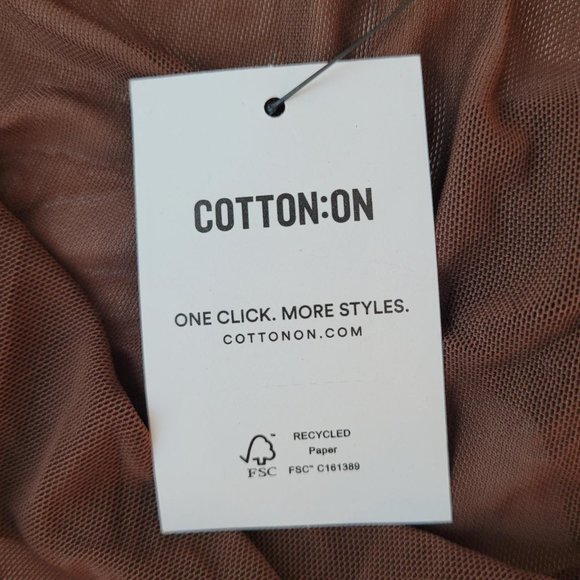 COTTON:ON
ONE CLICK. MORE STYLES.
COTTONON.COM
RECYCLED
Paper
FSC FSC™ C161389